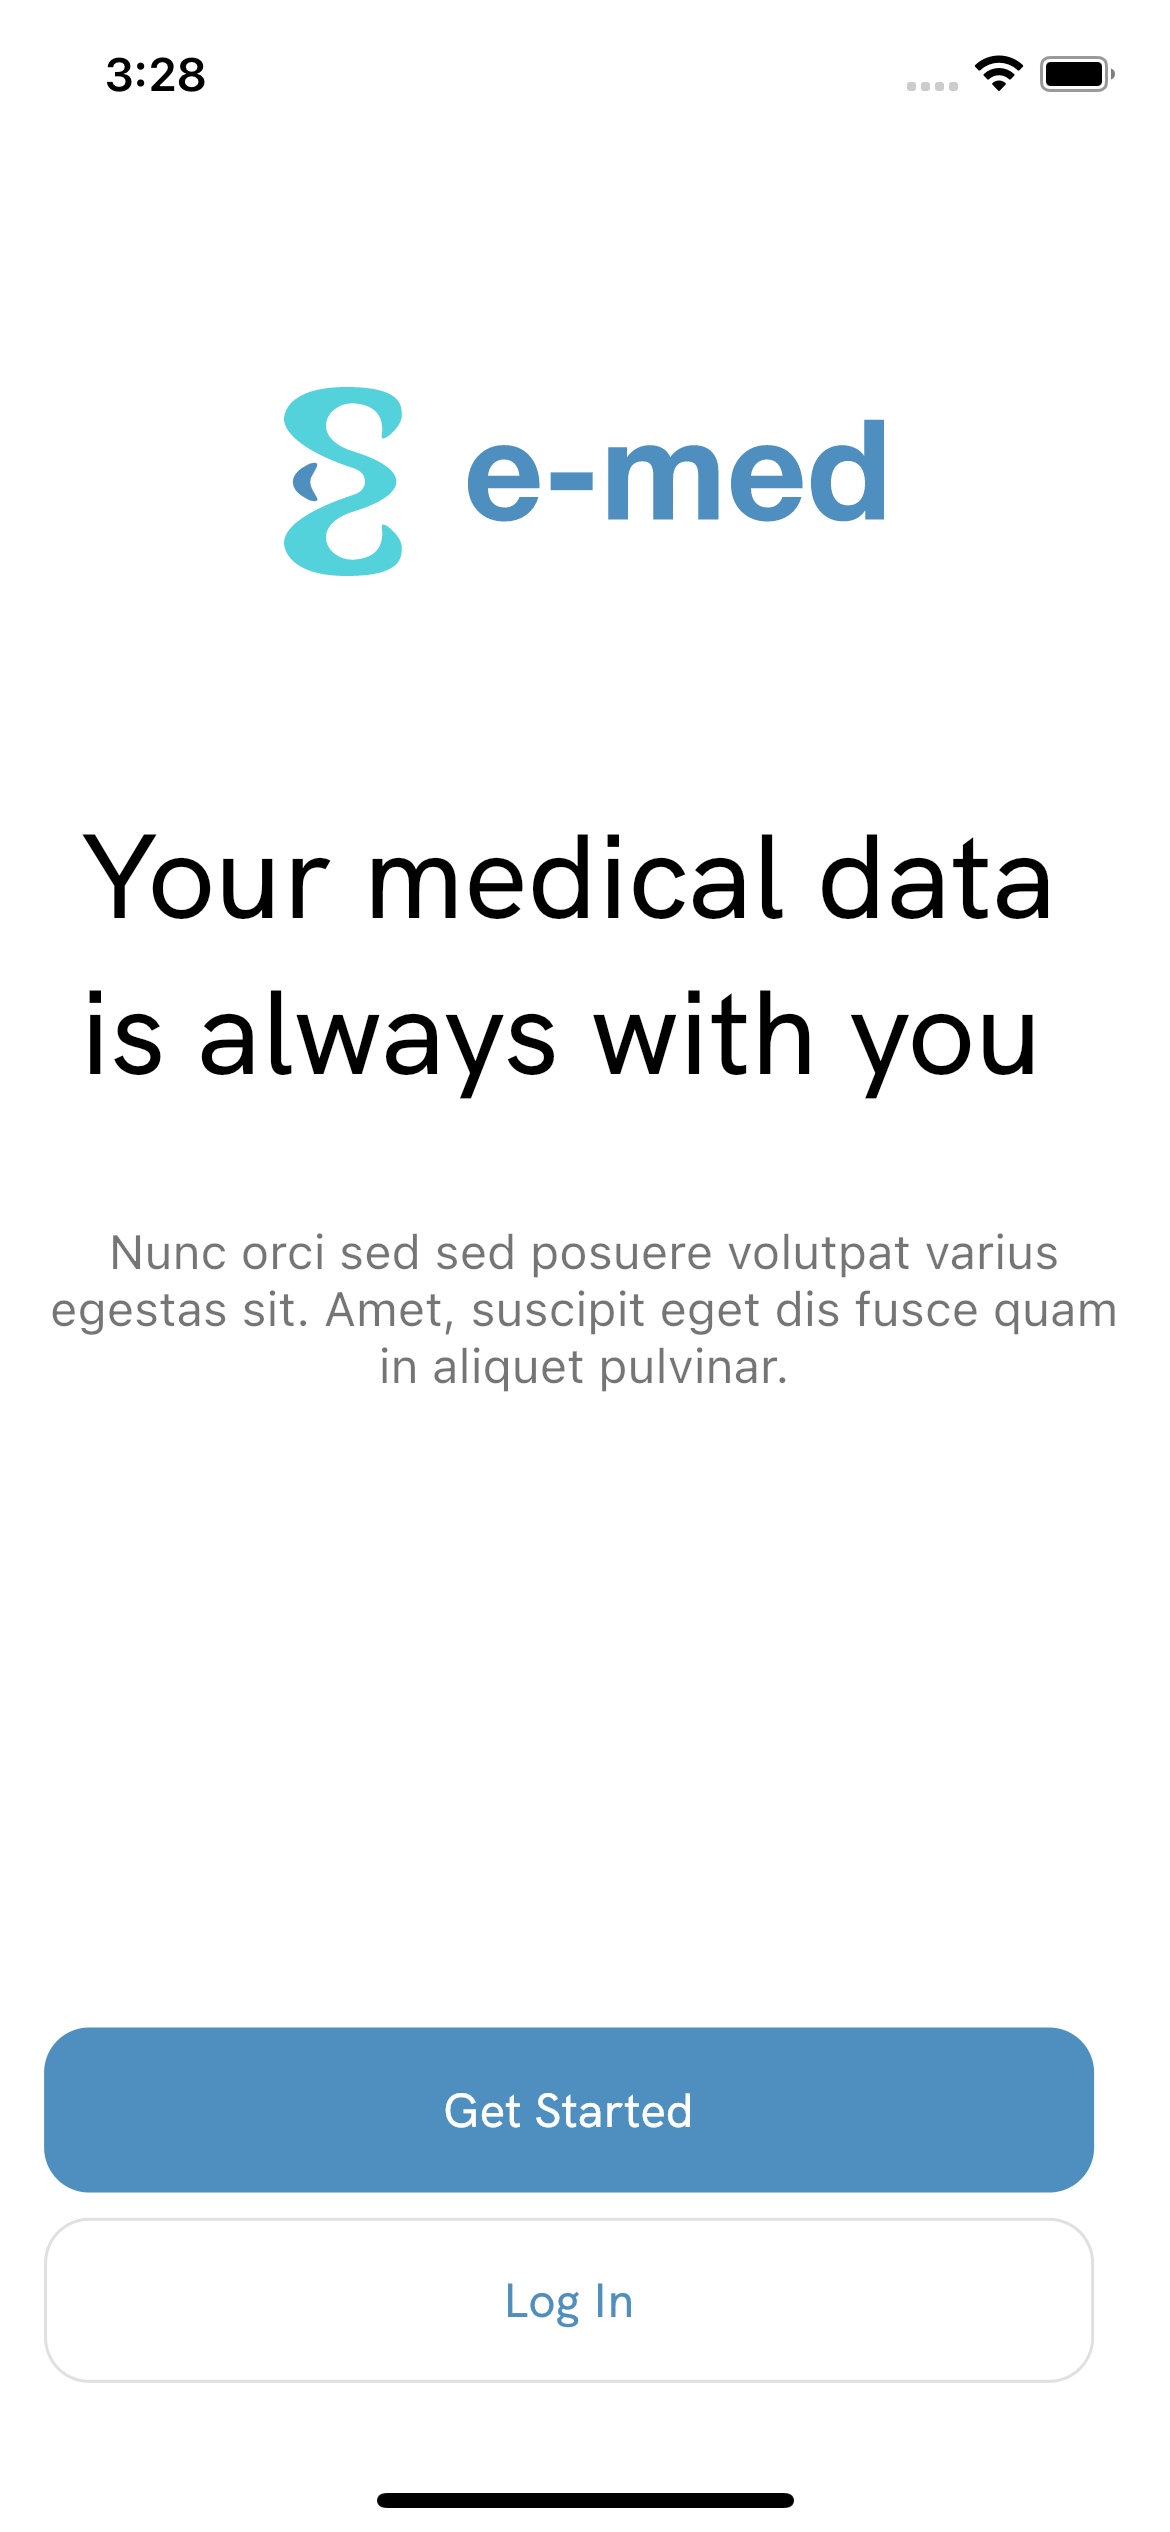 3:28
e-med
Your medical data
is always with you
Nunc orci sed sed posuere volutpat varius
egestas sit. Amet, suscipit eget dis fusce quam
in aliquet pulvinar.
Get Started
Log In